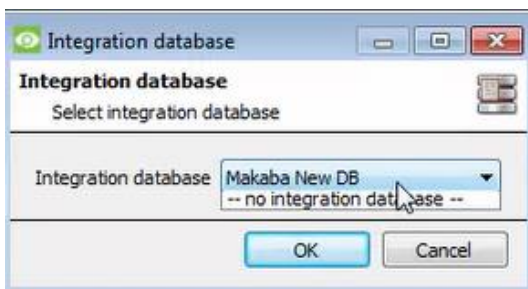 Integration database
Integration database
Select integration database
Integration database Makaba New DB
-- no integration database --
OK Cancel